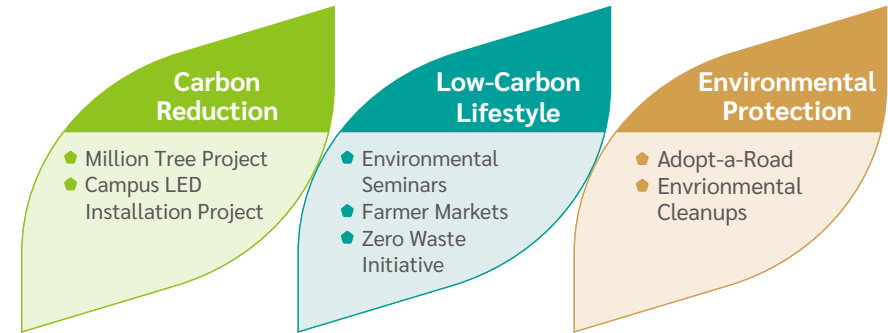 Carbon
Reduction
Million Tree Project
Campus LED
Installation Project
Low-Carbon
Lifestyle
Environmental
Seminars
Farmer Markets
Zero Waste
Initiative
Environmental
Protection
Adopt-a-Road
Envrionmental
Cleanups